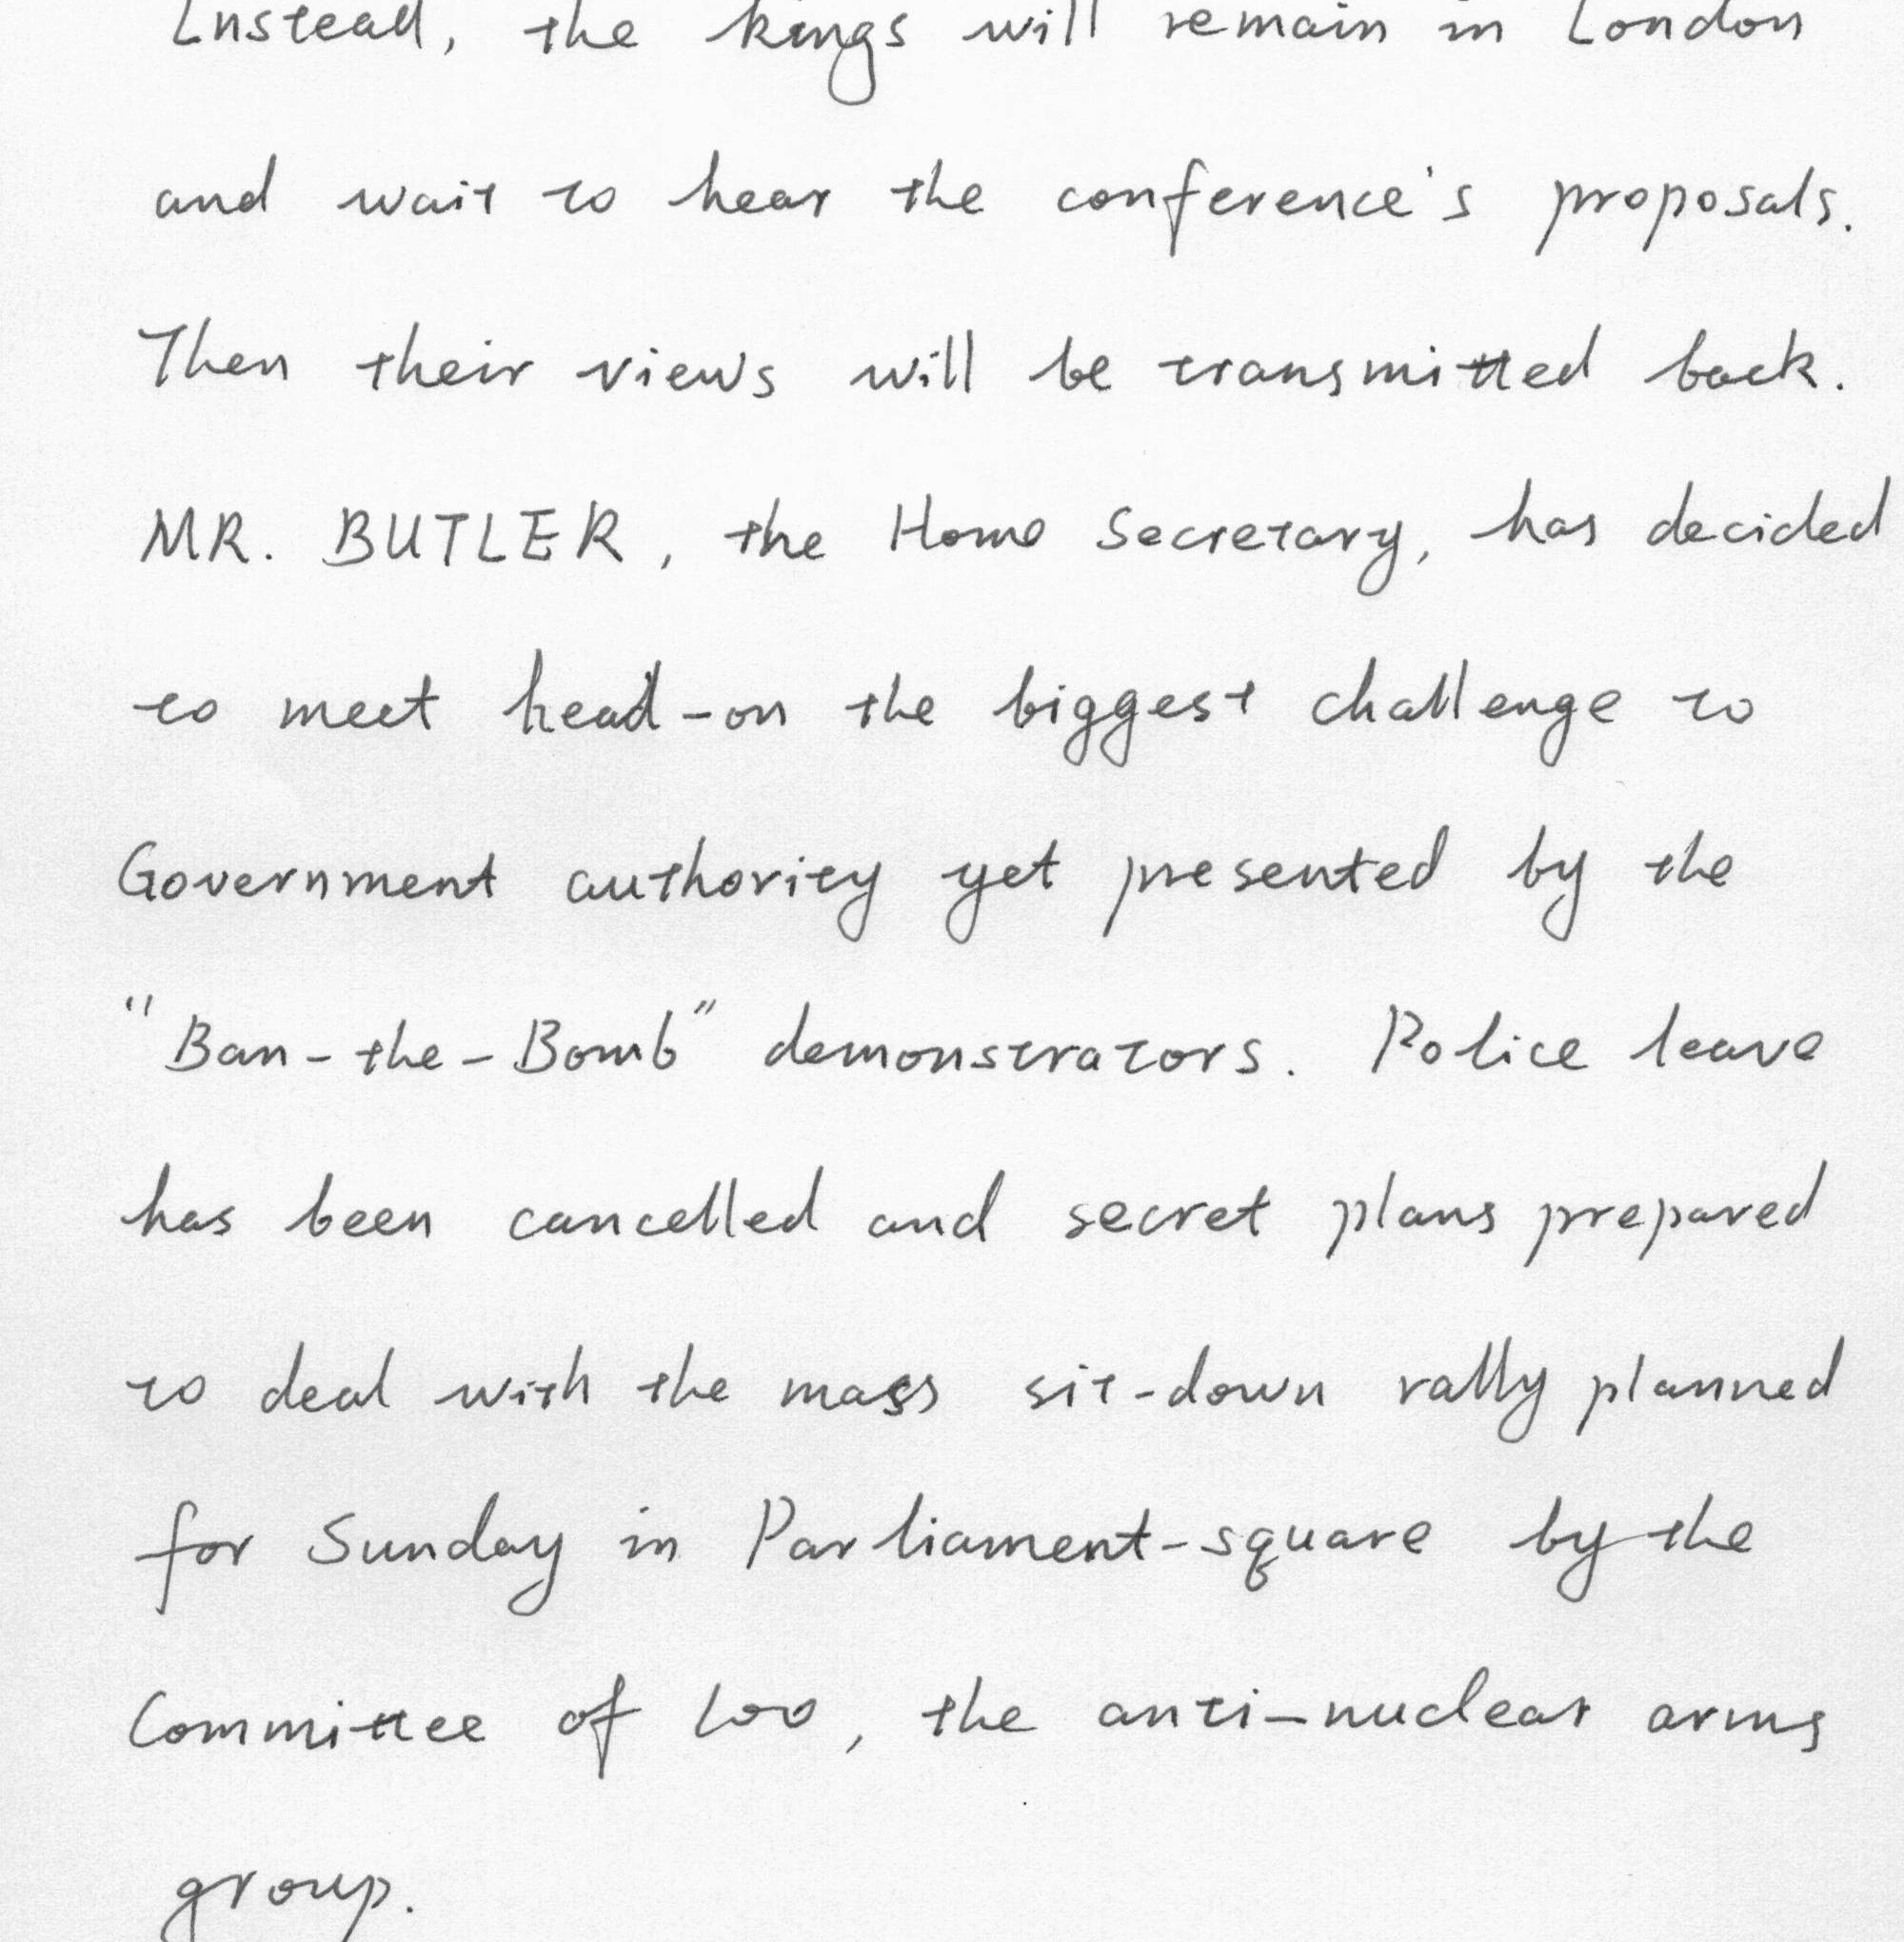 Instead, the kings will remain in London
and wait to hear the conference's proposals.
Then their views will be transmitted back.
MR. BUTLER, the Home Secretary, has decided
to meet head-on the biggest challenge to
Government authority yet presented by the
"Ban-the-Bomb" demonstrators. Police leave
has been cancelled and secret plans prepared
to deal with the mass sit-down rally planned
for Sunday in Parliament-square by the
Committee of 100, the anti-nuclear arms
group.